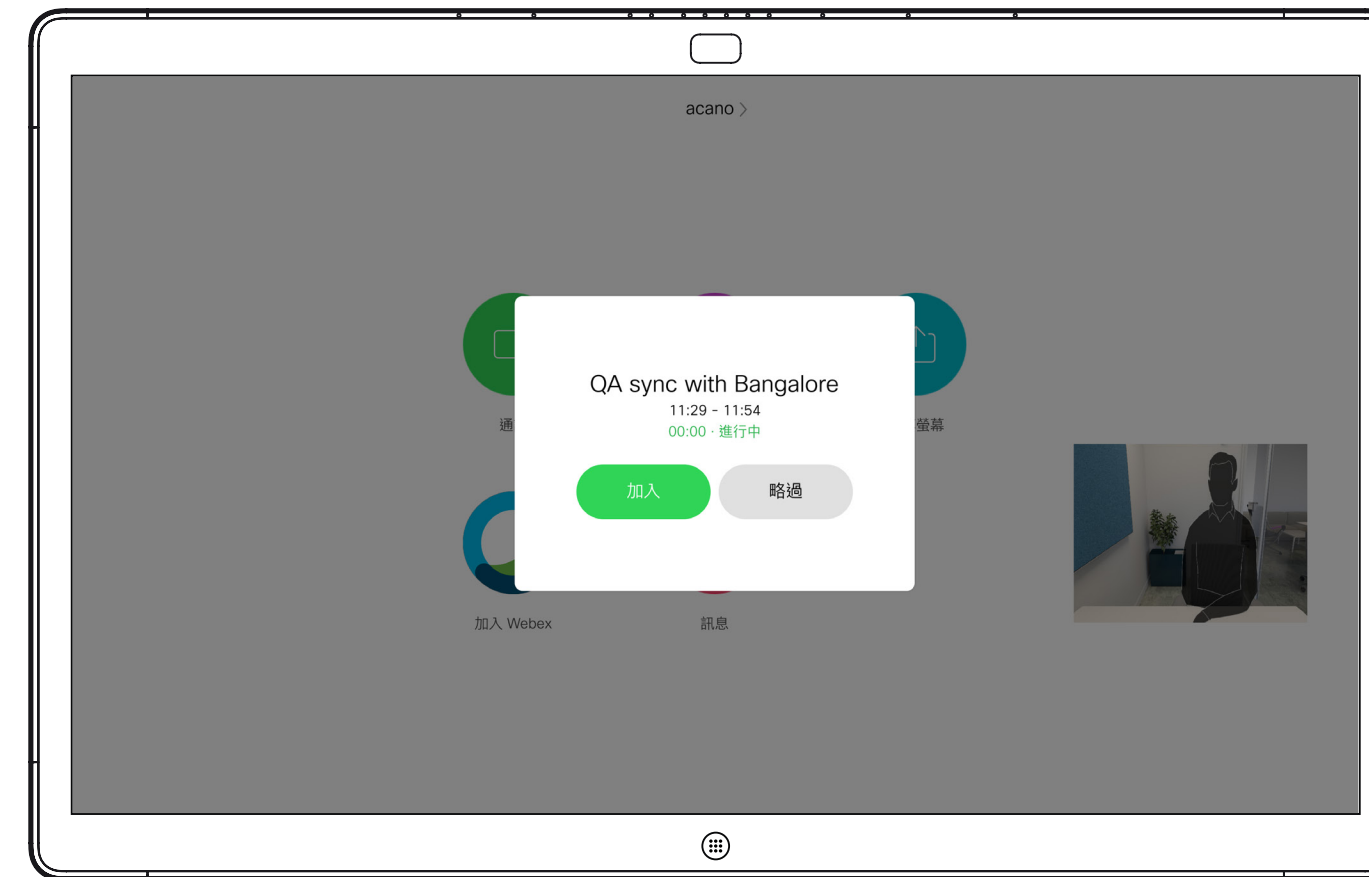 acano
QA sync with Bangalore
11:29 - 11:54
00:00 · 進行中
加入
略過
通
螢幕
加入 Webex
訊息